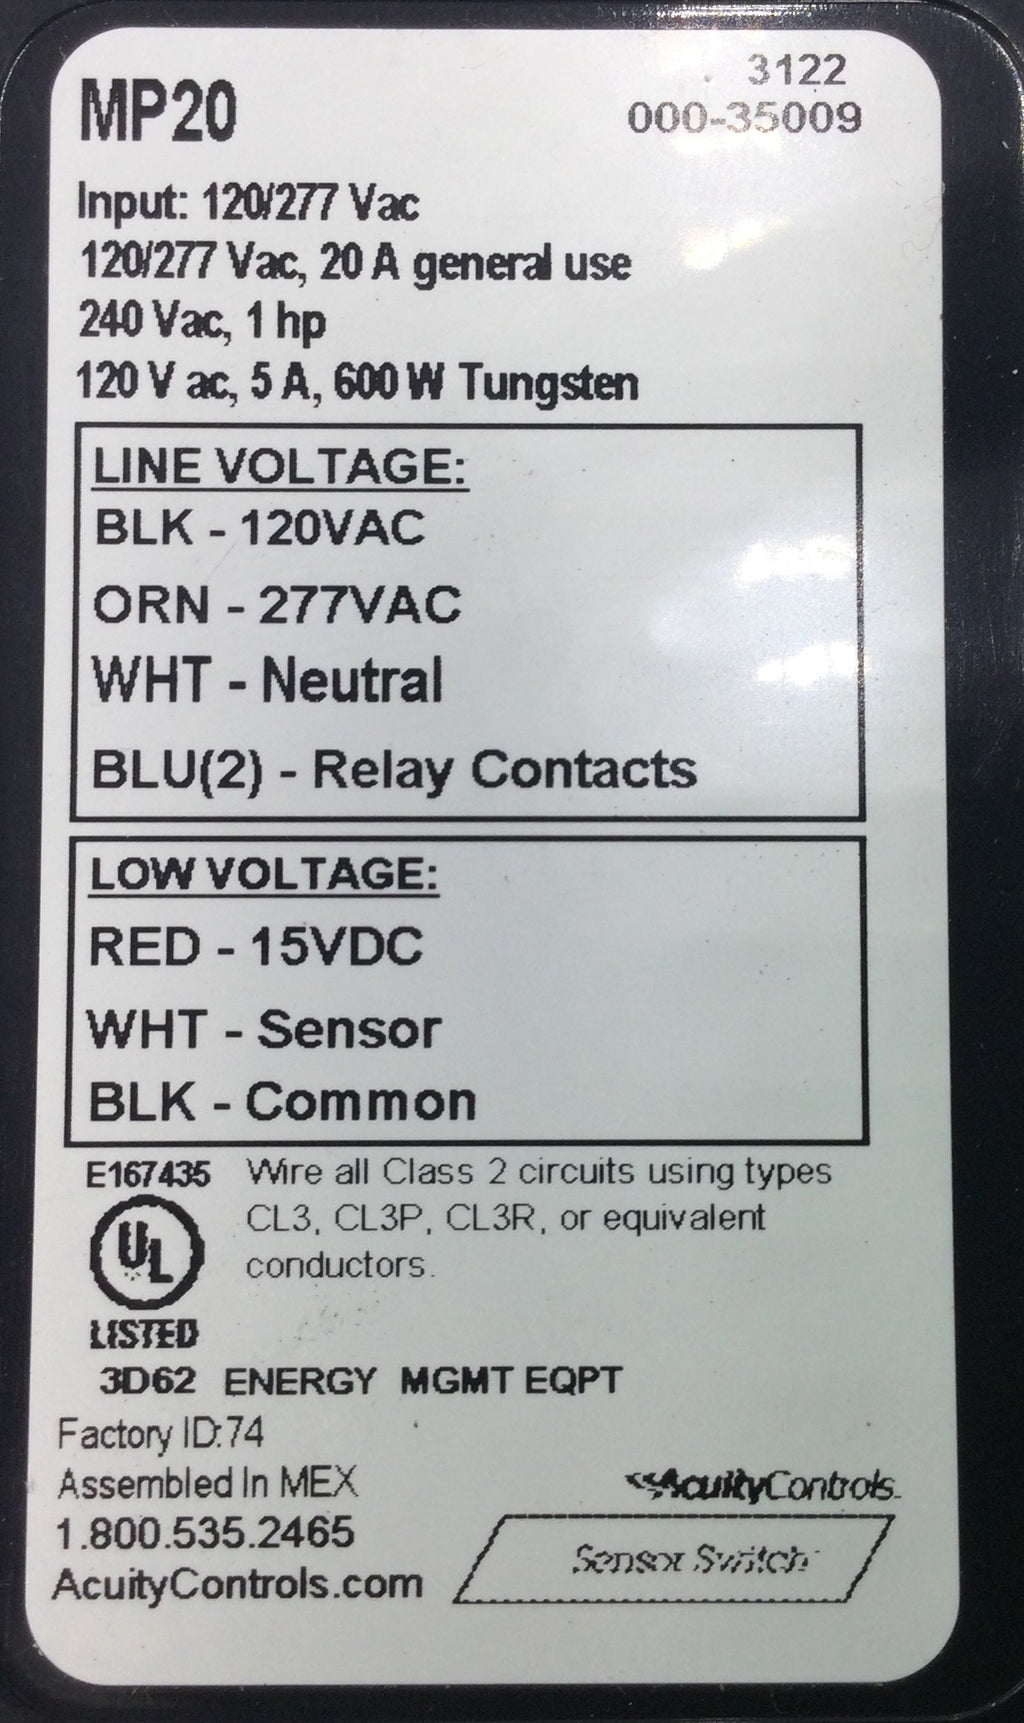 MP20
3122
000-35009
Input: 120/277 Vac
120/277 Vac, 20 A general use
240 Vac, 1 hp
120 V ac, 5 A, 600 W Tungsten
LINE VOLTAGE:
BLK - 120VAC
ORN - 277VAC
WHT - Neutral
BLU(2) - Relay Contacts
LOW VOLTAGE:
RED - 15VDC
WHT - Sensor
BLK - Common
E167435
Wire all Class 2 circuits using types
CL3, CL3P, CL3R, or equivalent
conductors.
UL
LISTED
3D62 ENERGY MGMT EQPT
Factory ID:74
Assembled In MEX
1.800.535.2465
AcuityControls.com
AcuityControls.
Sensor Switch